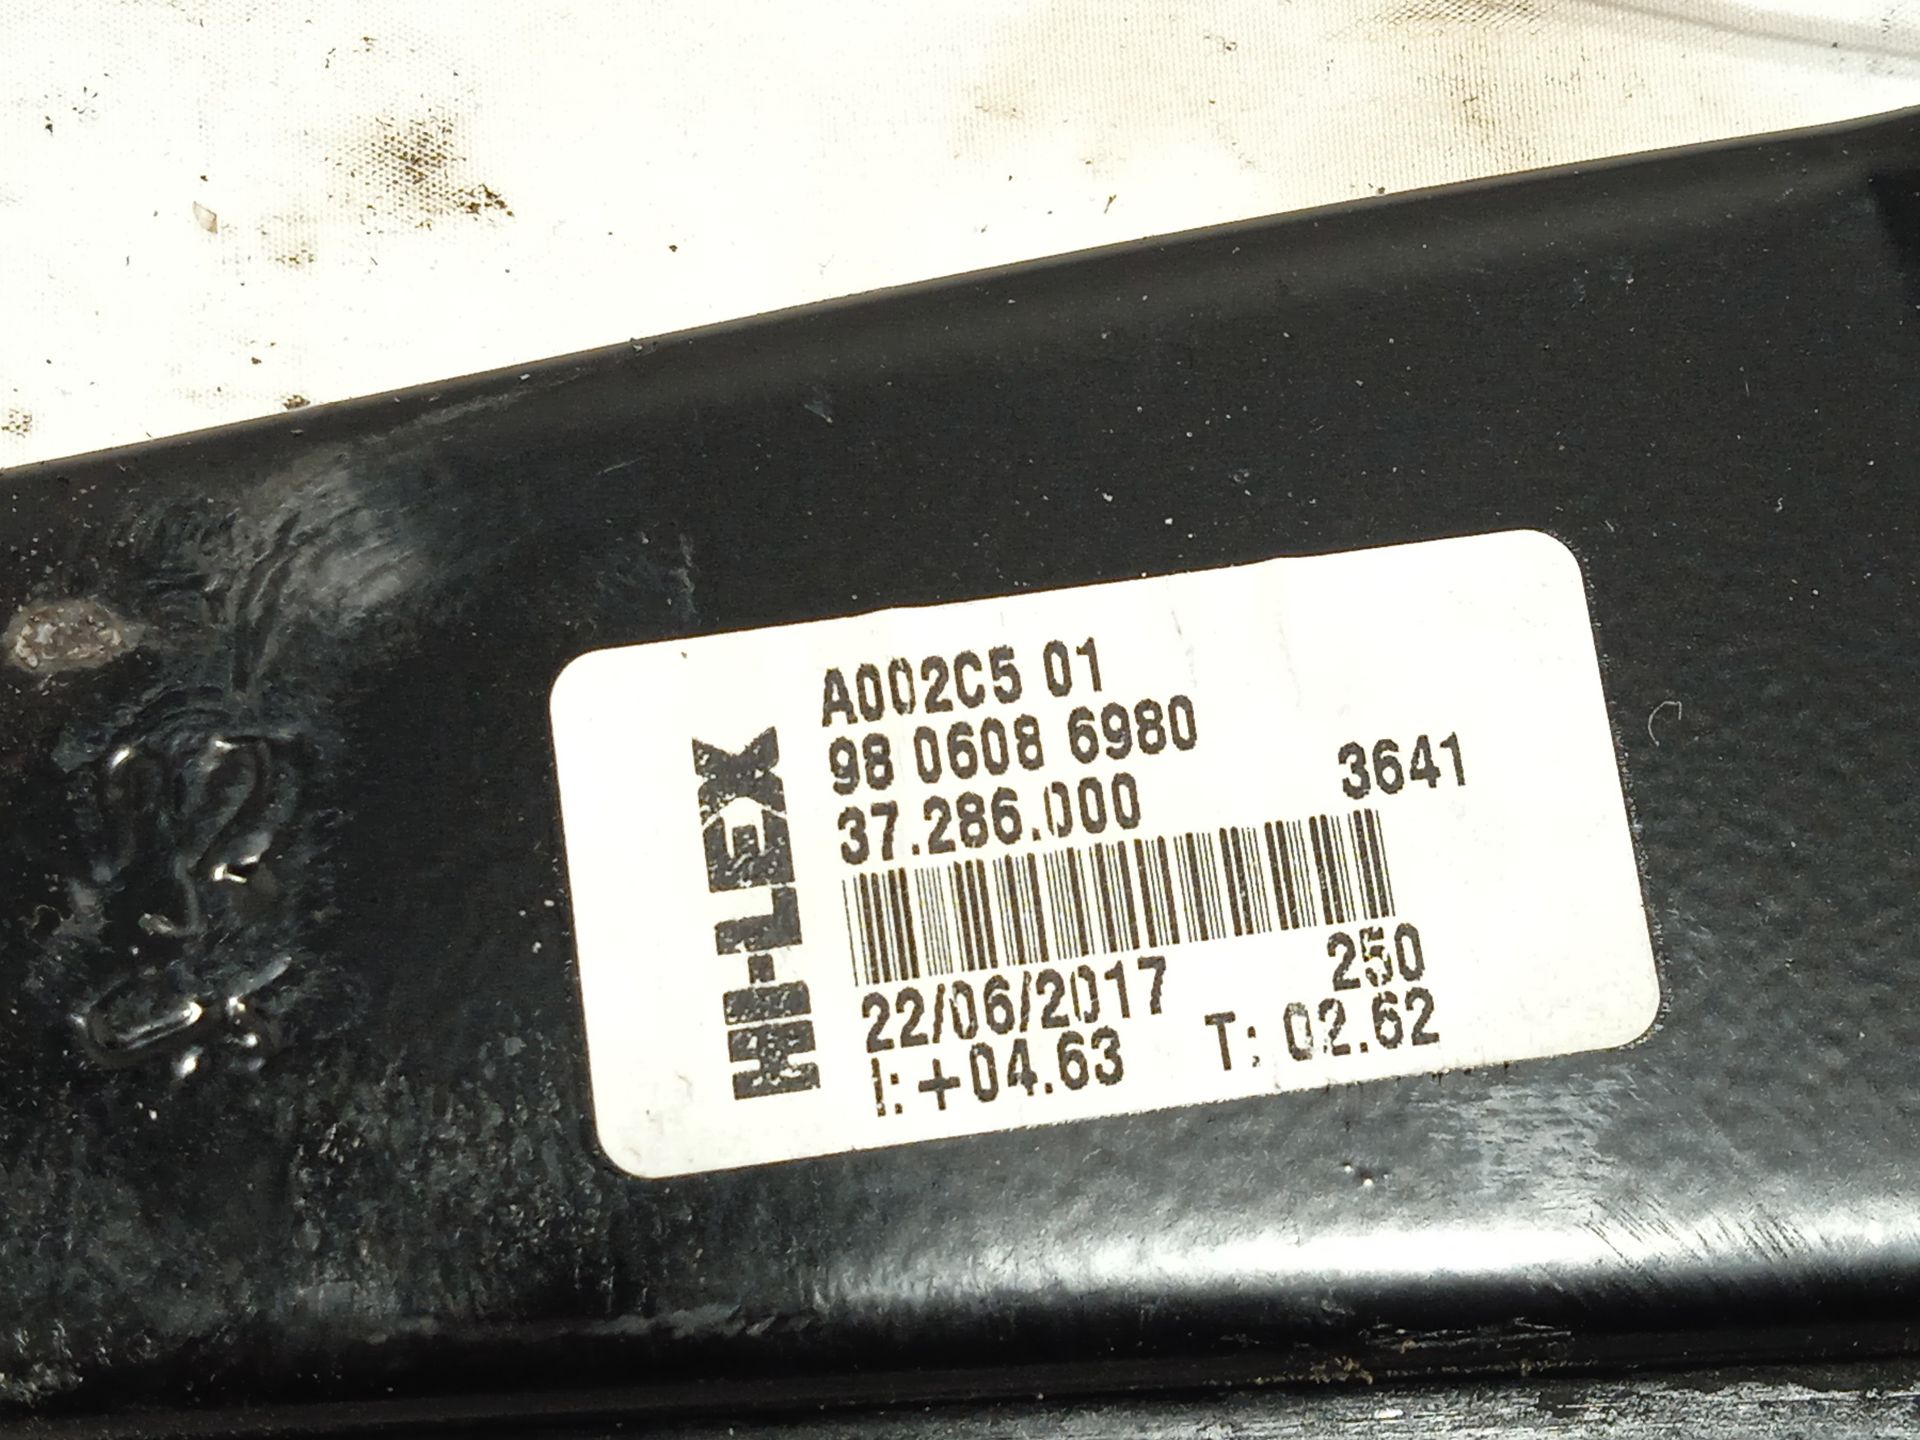 HI-LEX
A002C5 01
98 0608 6980
37.286.000 3641
22/06/2017 250
I: +04.63 T: 02.62